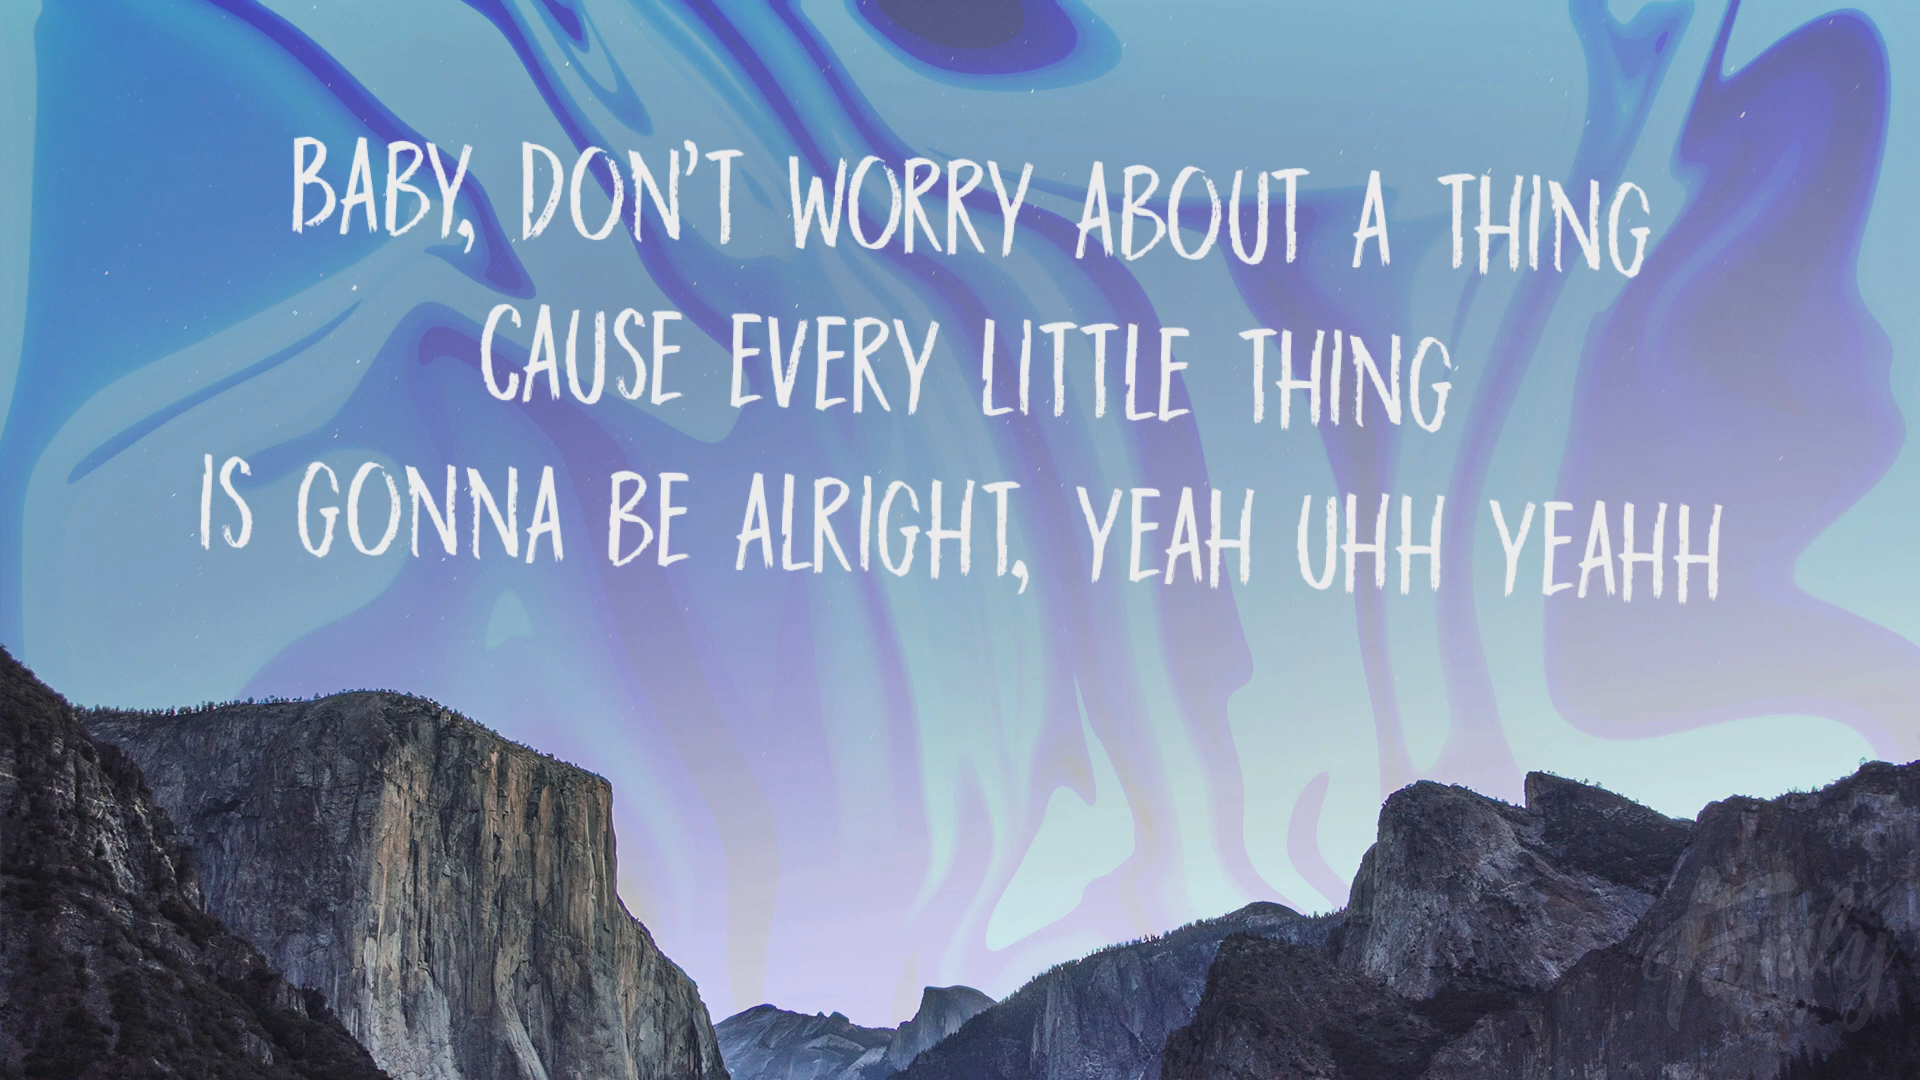 BABY, DON'T WORRY ABOUT A THING
CAUSE EVERY LITTLE THING
IS GONNA BE ALRIGHT, YEAH UHH YEAHH